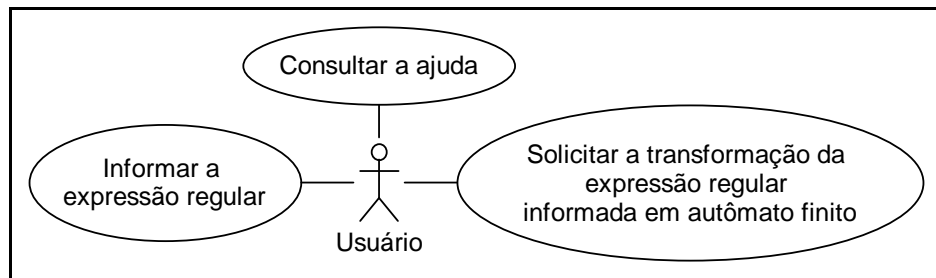 Consultar a ajuda
Informar a
expressão regular
Solicitar a transformação da
expressão regular
informada em autômato finito
Usuário